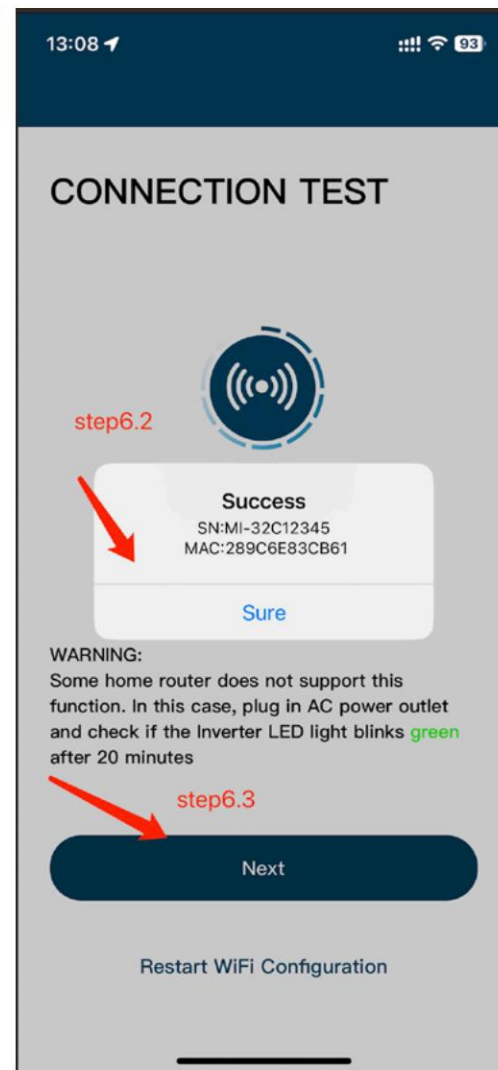 13:08
93
CONNECTION TEST
step6.2
Success
SN:MI-32C12345
MAC:289C6E83CB61
Sure
WARNING:
Some home router does not support this
function. In this case, plug in AC power outlet
and check if the Inverter LED light blinks green
after 20 minutes
step6.3
Next
Restart WiFi Configuration